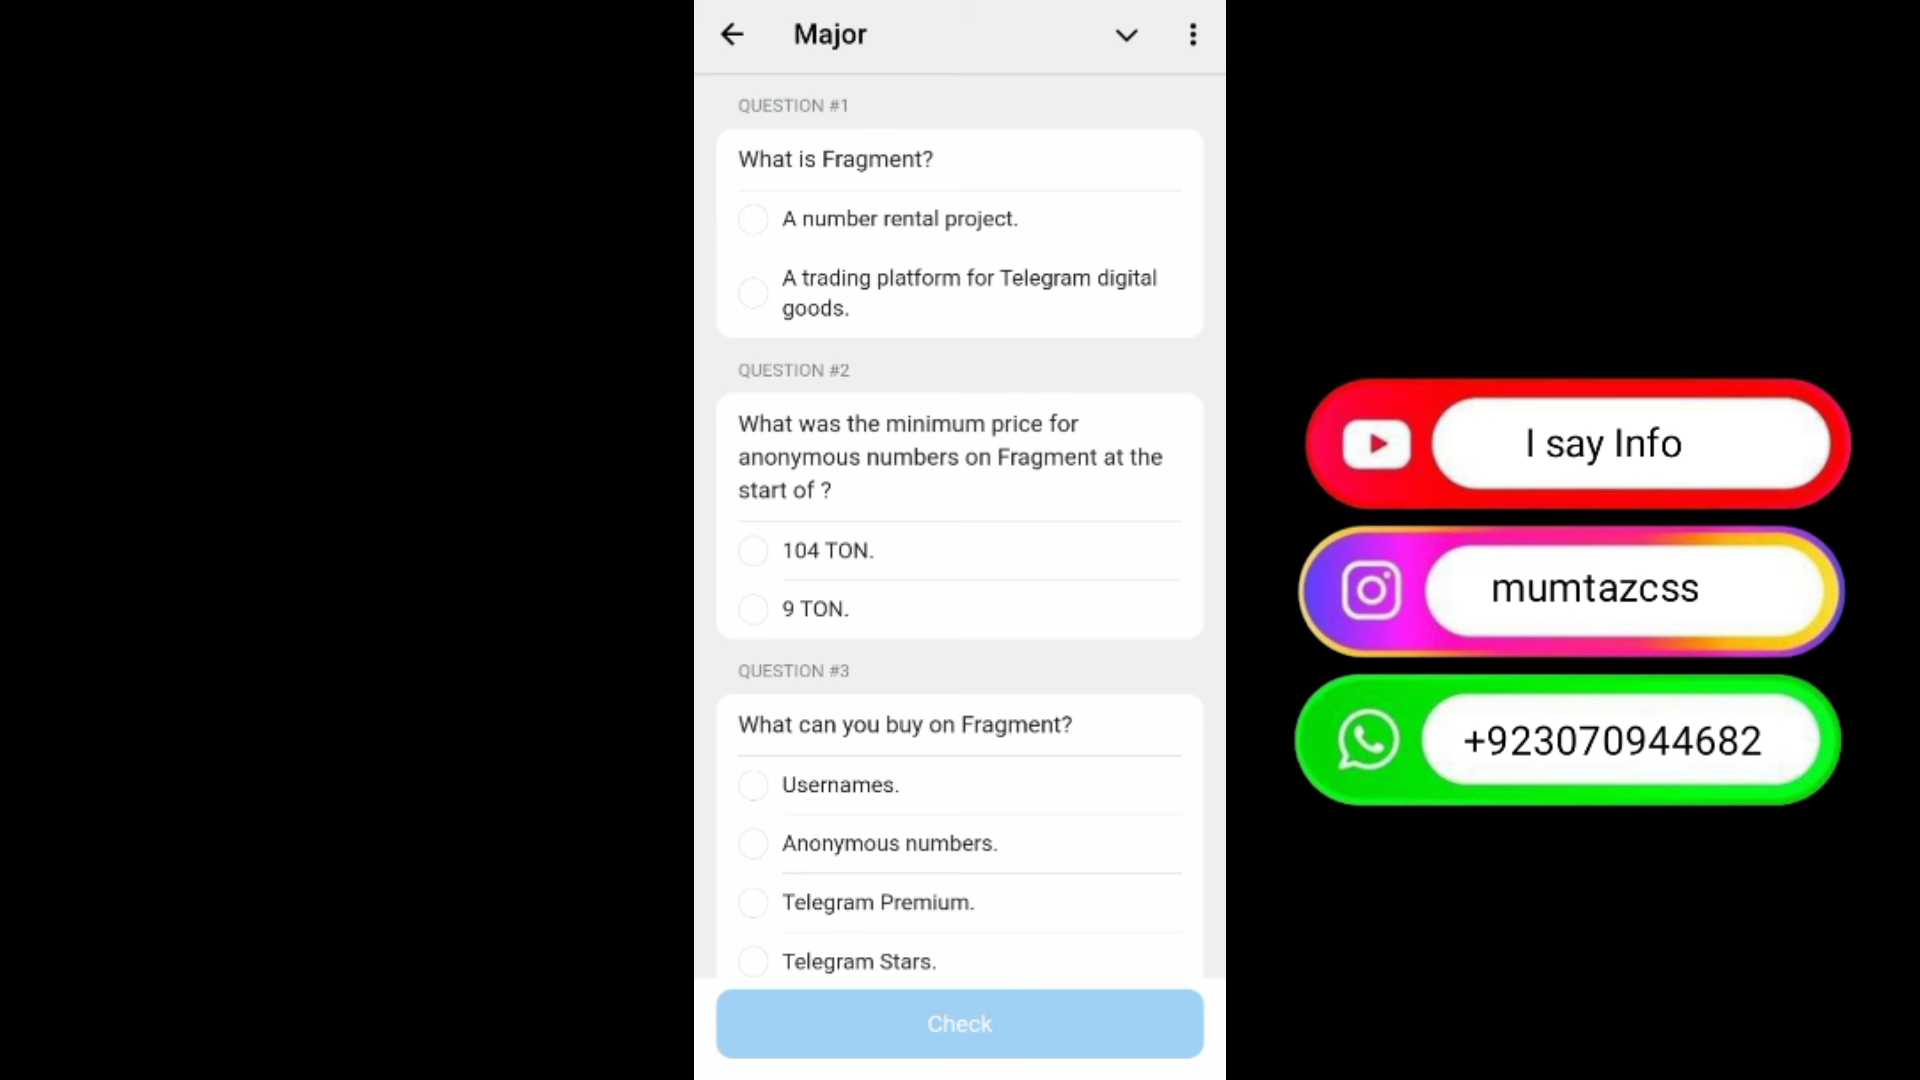 Major
QUESTION #1
What is Fragment?
A number rental project.
A trading platform for Telegram digital
goods.
QUESTION #2
What was the minimum price for
anonymous numbers on Fragment at the
start of ?
104 TON.
9 TON.
QUESTION #3
What can you buy on Fragment?
Usernames.
Anonymous numbers.
Telegram Premium.
Telegram Stars.
Check
I say Info
mumtazcss
+923070944682